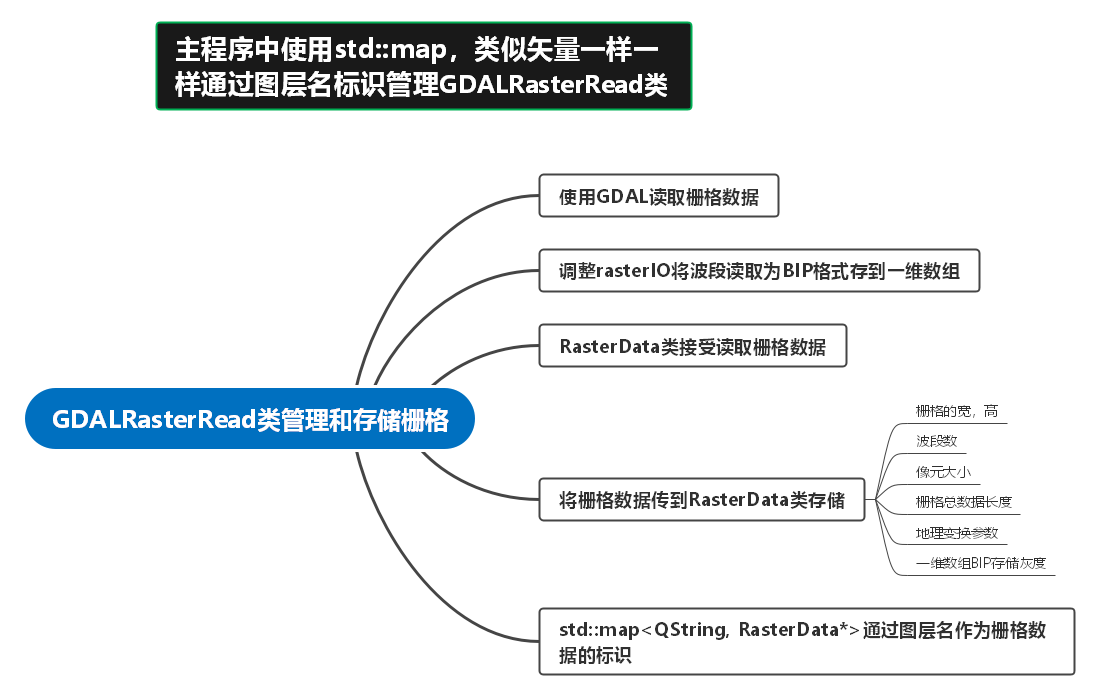 主程序中使用std::map，类似矢量一样一
样通过图层名标识管理GDALRasterRead类
使用GDAL读取栅格数据
调整rasterIO将波段读取为BIP格式存到一维数组
RasterData类接受读取栅格数据
GDALRasterRead类管理和存储栅格
将栅格数据传到RasterData类存储
栅格的宽，高
波段数
像元大小
栅格总数据长度
地理变换参数
一维数组BIP存储灰度
std::map<QString, RasterData*>通过图层名作为栅格数
据的标识